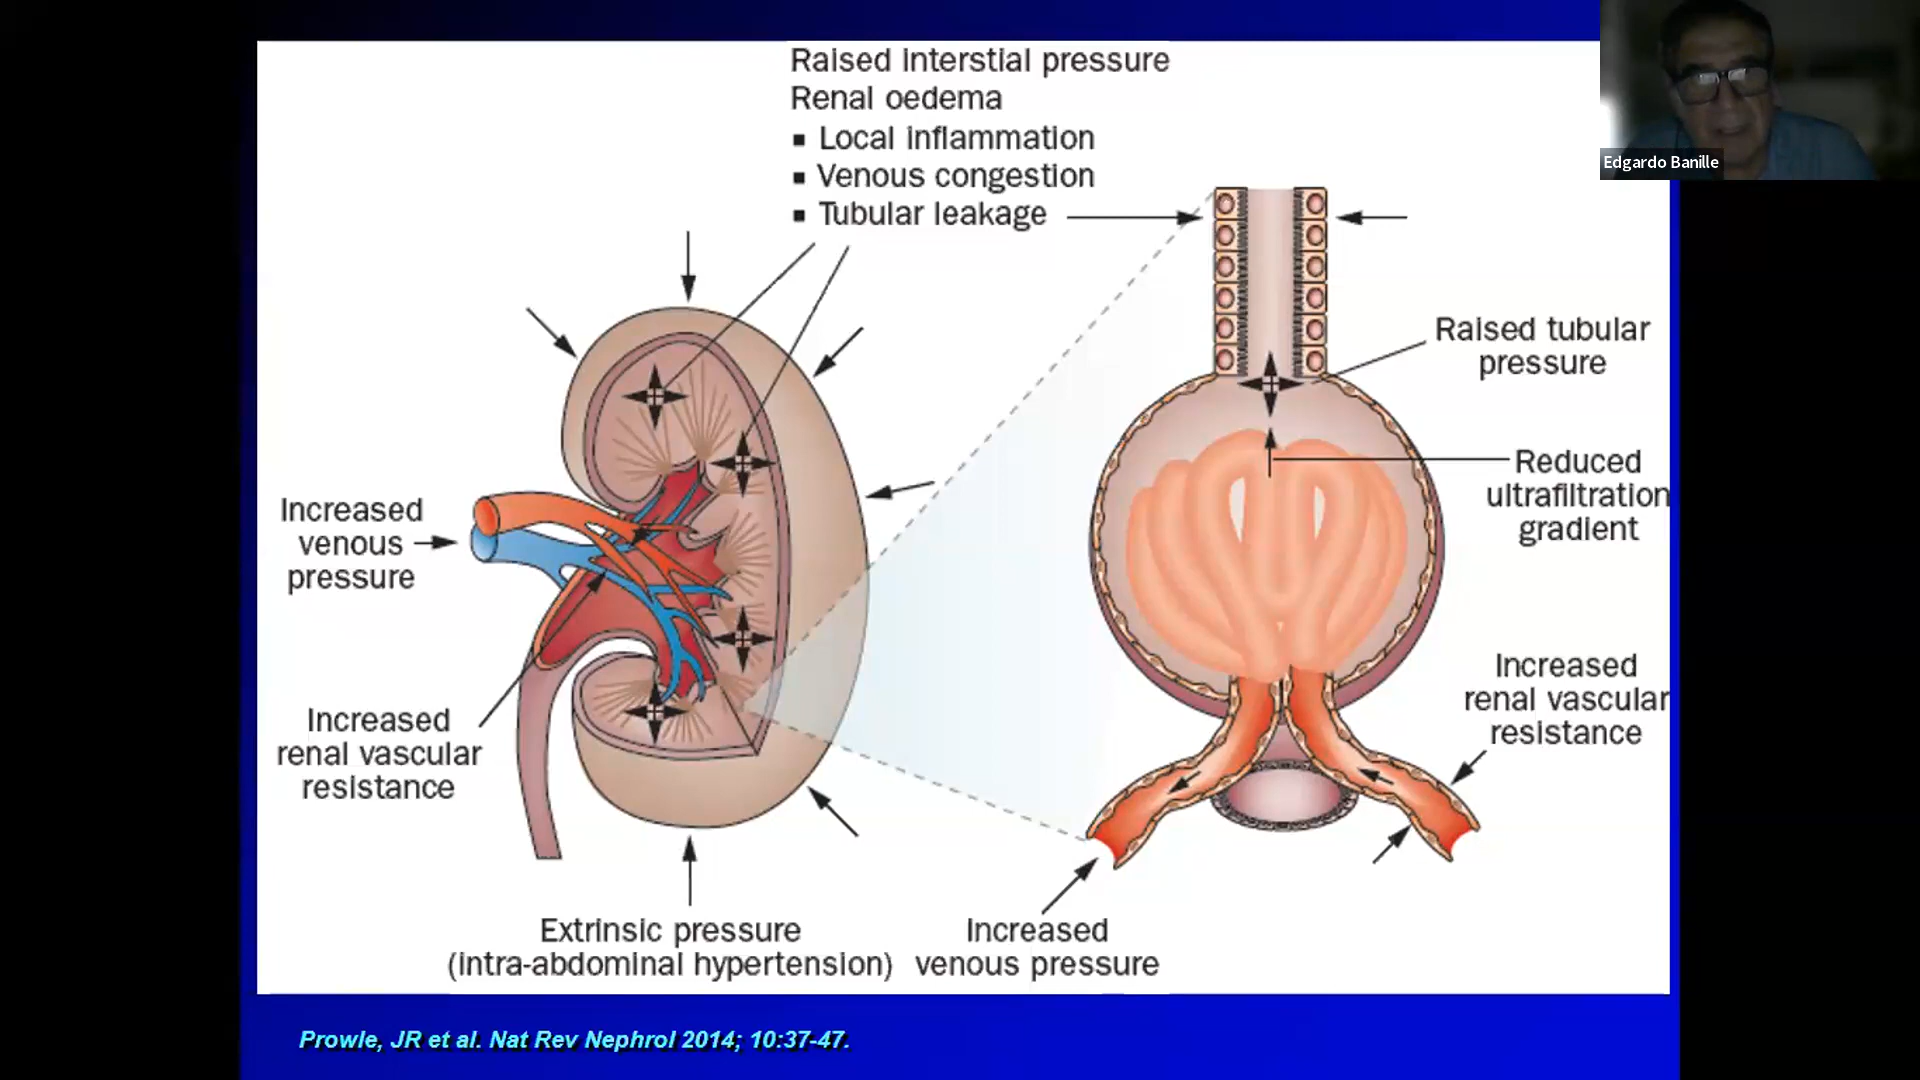 Raised interstial pressure
Renal oedema
▪ Local inflammation
▪ Venous congestion
▪ Tubular leakage
Edgardo Banille
Raised tubular
pressure
Reduced
ultrafiltration
gradient
Increased
venous
pressure
Increased
renal vascular
resistance
Increased
renal vascular
resistance
Extrinsic pressure
(intra-abdominal hypertension)
Increased
venous pressure
Prowle, JR et al. Nat Rev Nephrol 2014; 10:37-47.